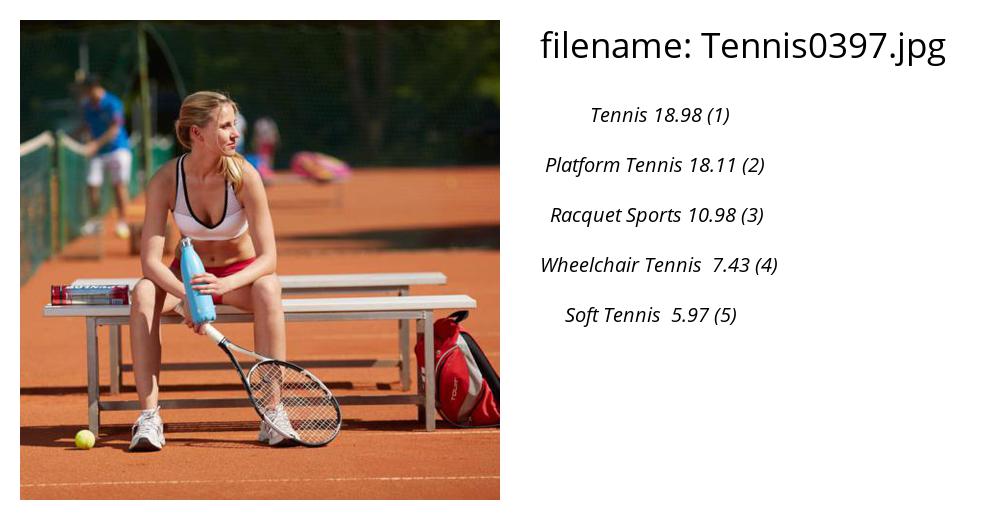 filename: Tennis0397.jpg
Tennis 18.98 (1)
Platform Tennis 18.11 (2)
Racquet Sports 10.98 (3)
Wheelchair Tennis 7.43 (4)
Soft Tennis 5.97 (5)
TOUR